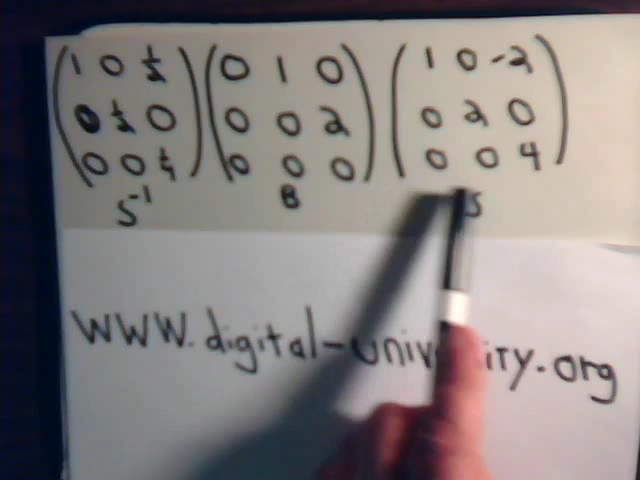 1 0 ½ 0 1 0 1 0 -2
0 ½ 0 0 0 2 0 2 0
0 0 ¼ 0 0 0 0 0 4
S⁻¹ B S
www.digital-university.org